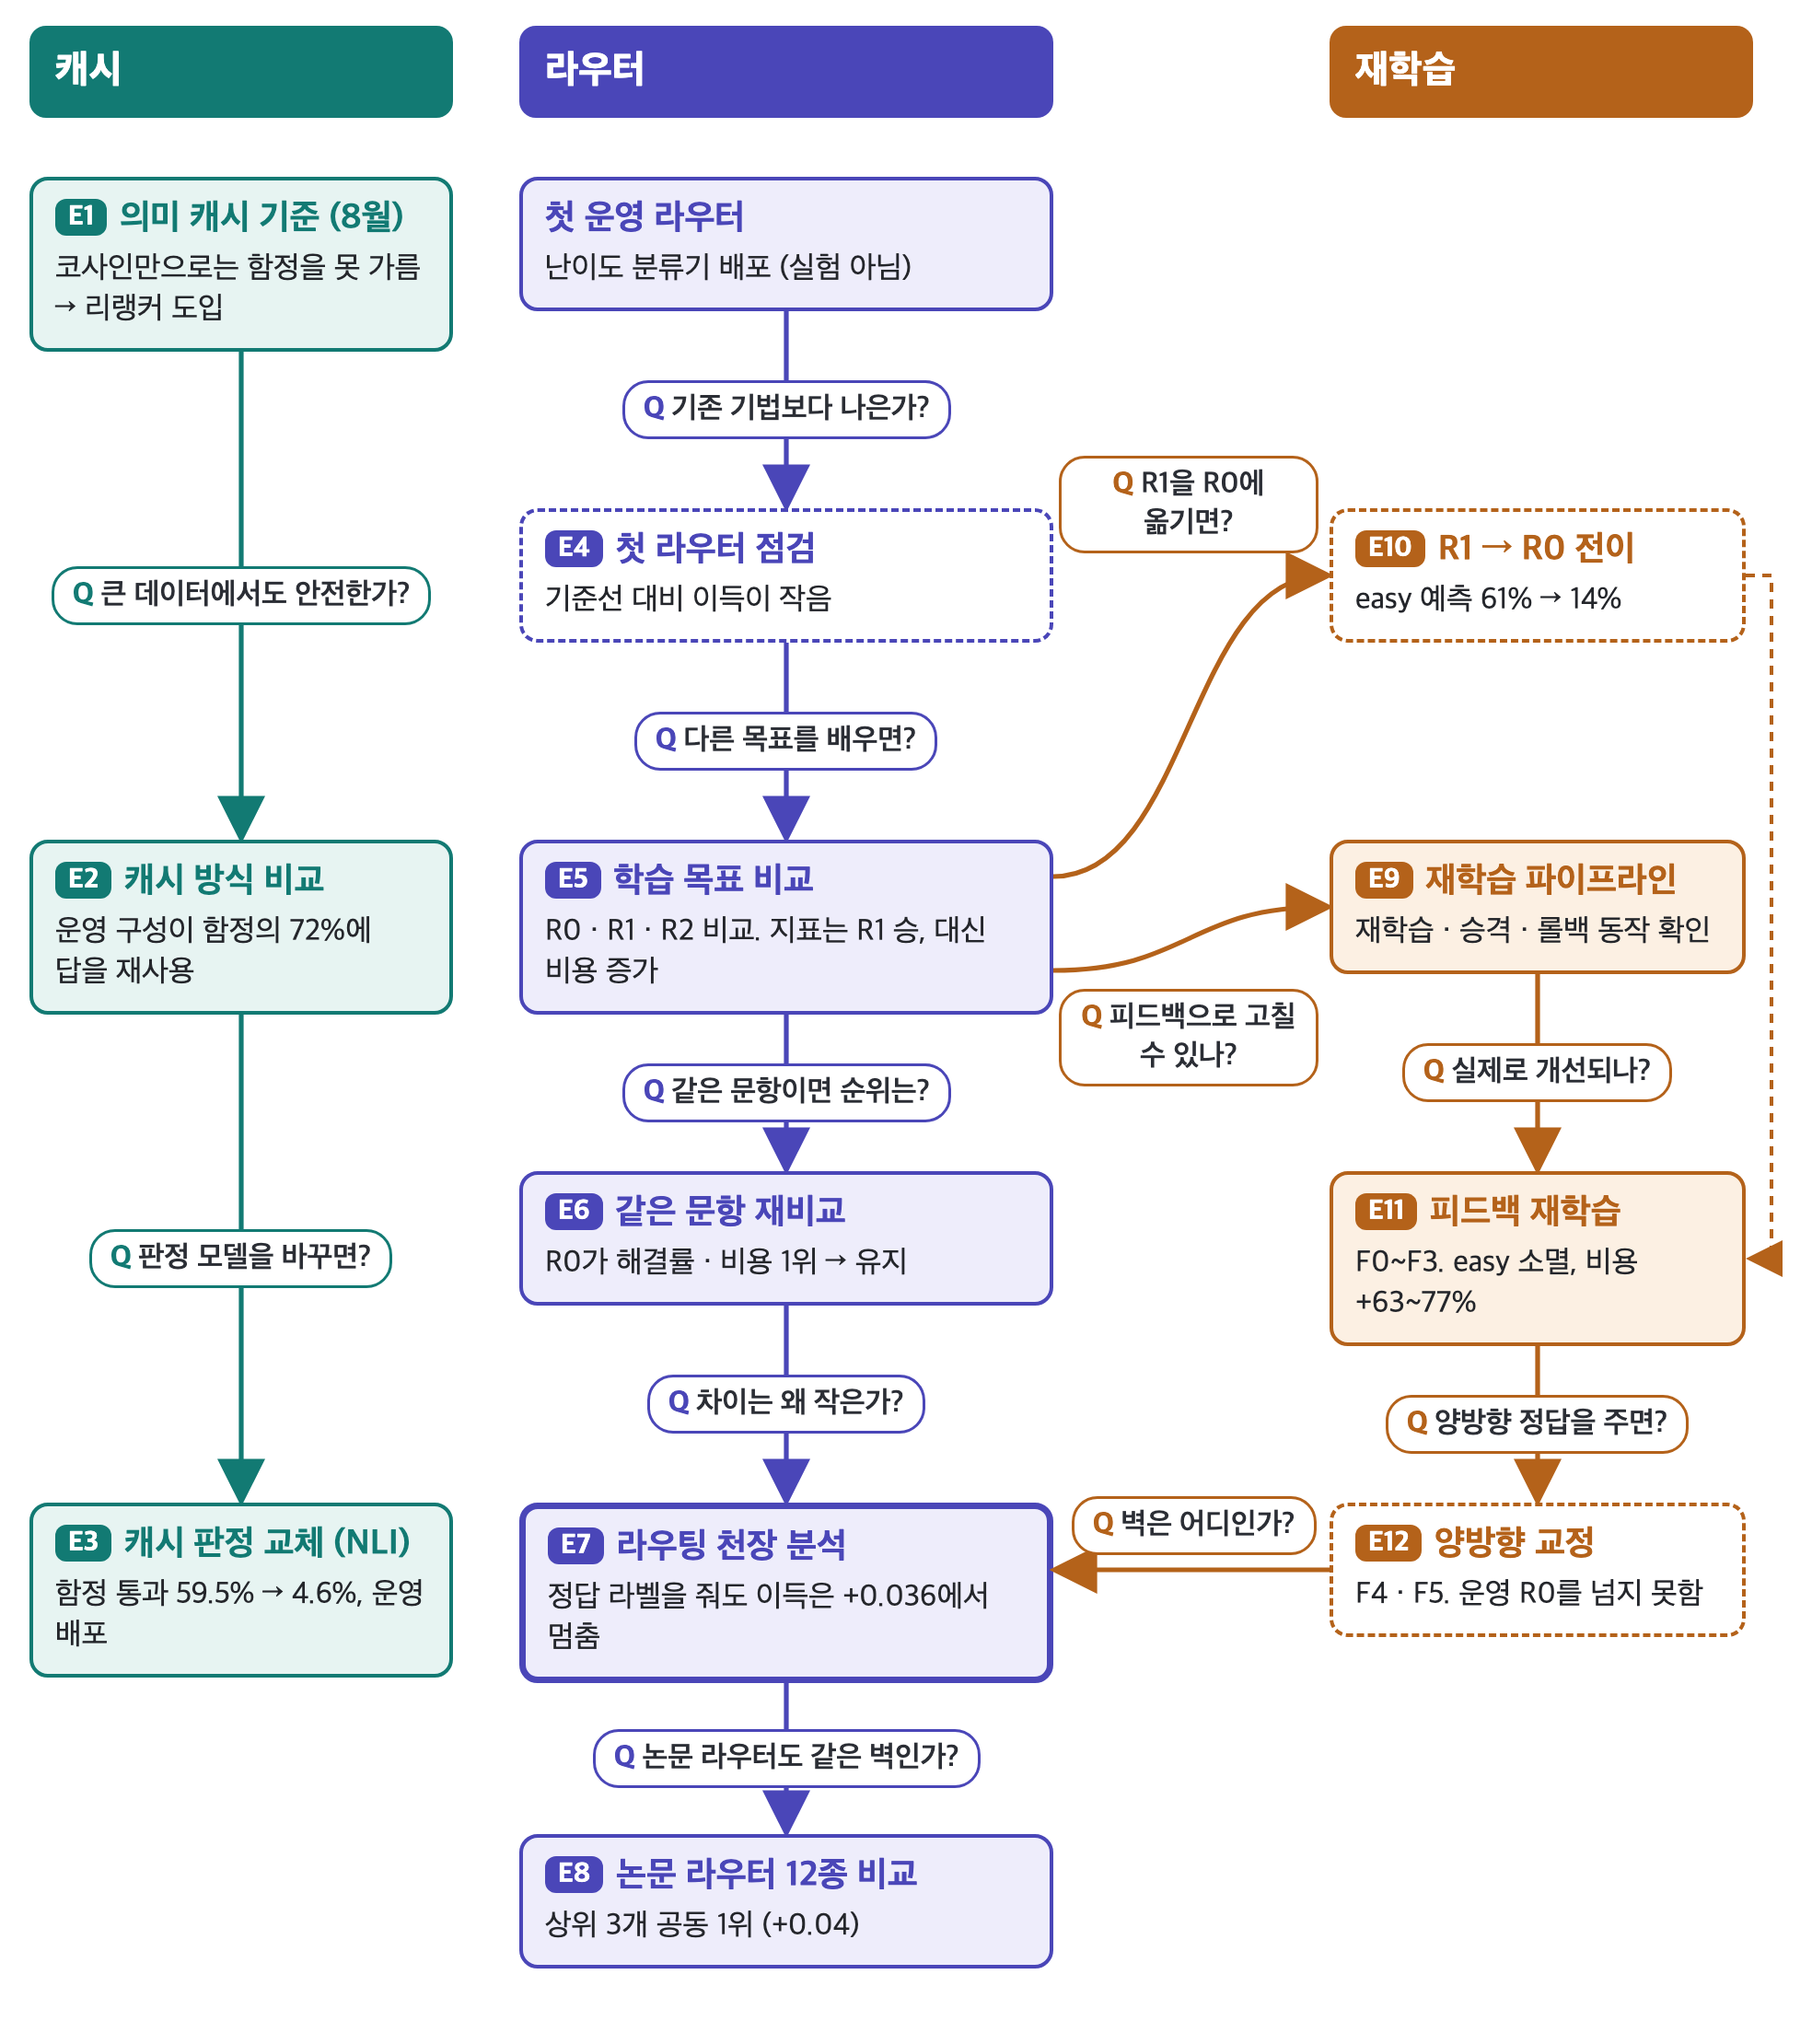 캐시
라우터
재학습
E1 의미 캐시 기준 (8월)
코사인만으로는 함정을 못 가름
→ 리랭커 도입
첫 운영 라우터
난이도 분류기 배포 (실험 아님)
Q 기존 기법보다 나은가?
Q R1을 R0에
옮기면?
E4 첫 라우터 점검
기준선 대비 이득이 작음
E10 R1 → R0 전이
easy 예측 61% → 14%
Q 큰 데이터에서도 안전한가?
Q 다른 목표를 배우면?
E2 캐시 방식 비교
운영 구성이 함정의 72%에
답을 재사용
E5 학습 목표 비교
R0 · R1 · R2 비교. 지표는 R1 승, 대신
비용 증가
E9 재학습 파이프라인
재학습 · 승격 · 롤백 동작 확인
Q 피드백으로 고칠
수 있나?
Q 같은 문항이면 순위는?
Q 실제로 개선되나?
E6 같은 문항 재비교
R0가 해결률 · 비용 1위 → 유지
E11 피드백 재학습
F0~F3. easy 소멸, 비용
+63~77%
Q 판정 모델을 바꾸면?
Q 차이는 왜 작은가?
Q 양방향 정답을 주면?
E3 캐시 판정 교체 (NLI)
함정 통과 59.5% → 4.6%, 운영
배포
E7 라우팅 천장 분석
정답 라벨을 줘도 이득은 +0.036에서
멈춤
Q 벽은 어디인가?
E12 양방향 교정
F4 · F5. 운영 R0를 넘지 못함
Q 논문 라우터도 같은 벽인가?
E8 논문 라우터 12종 비교
상위 3개 공동 1위 (+0.04)